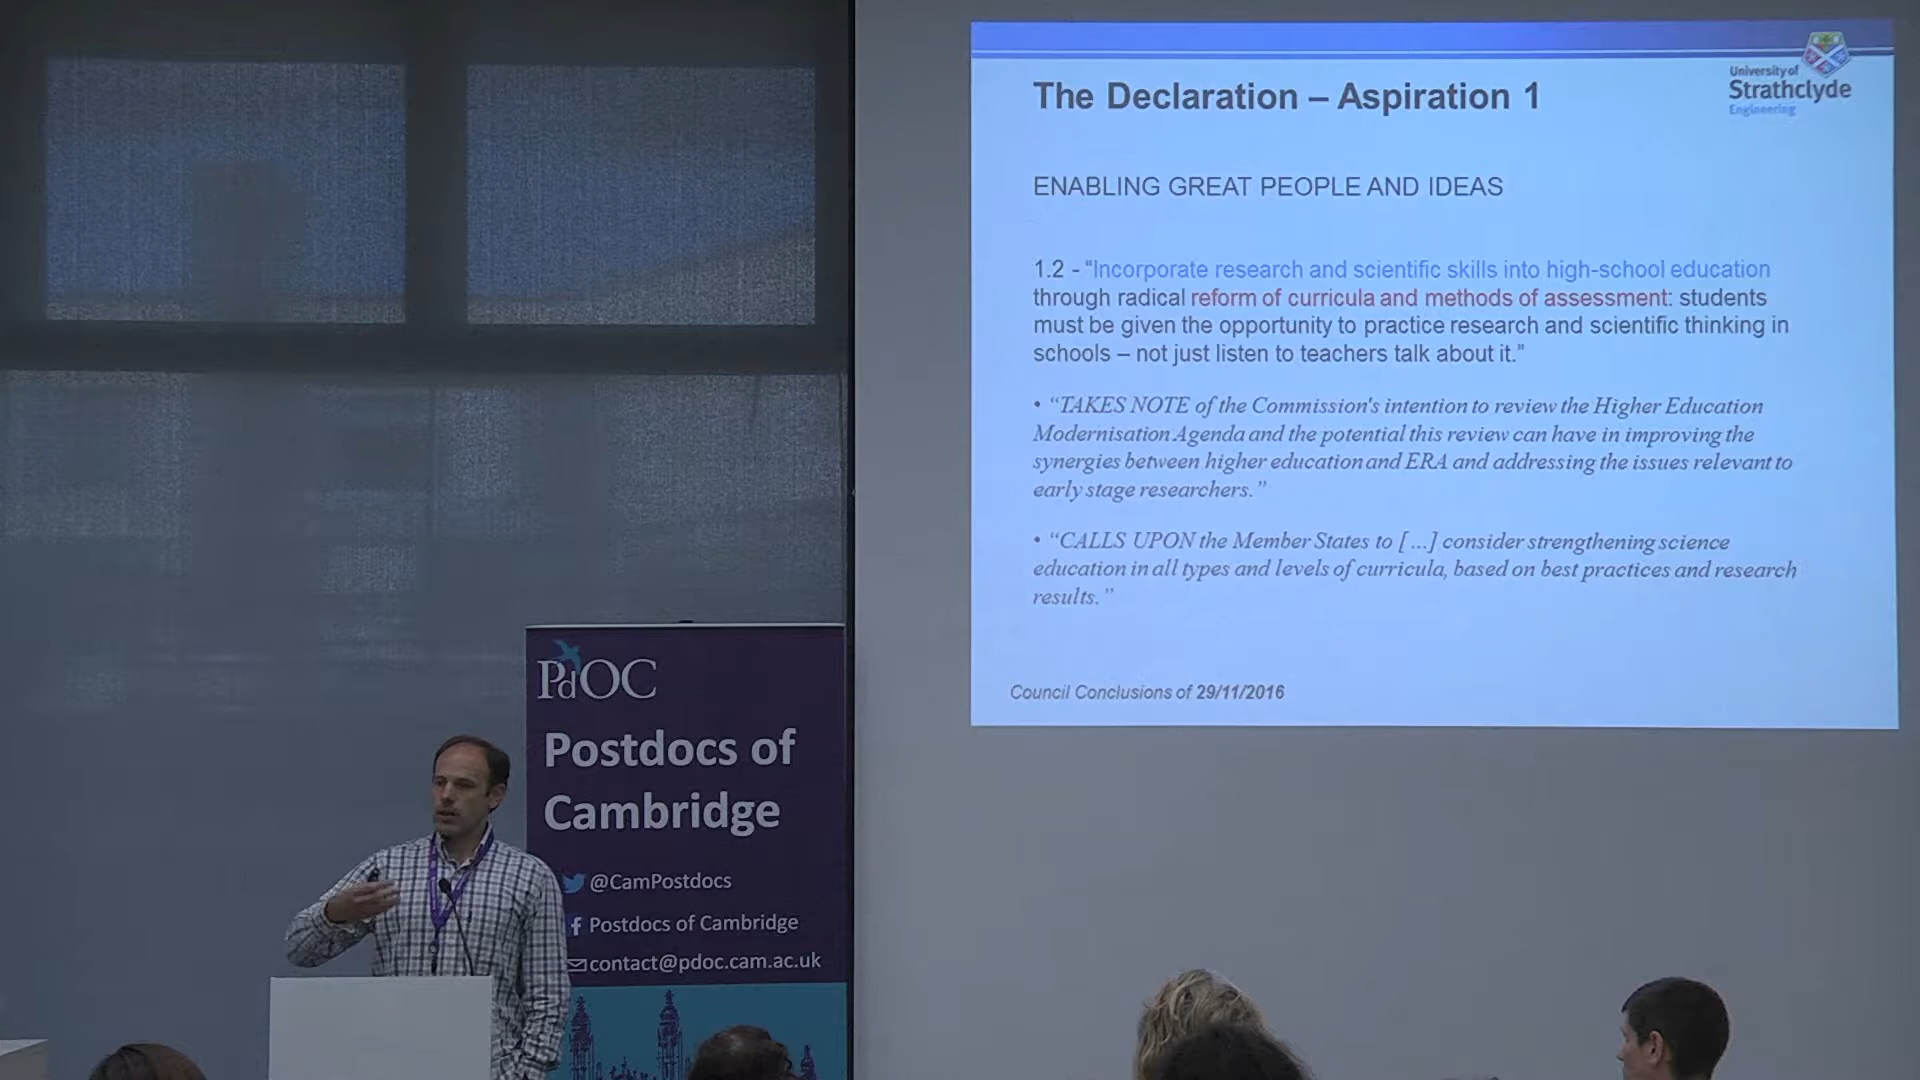 The Declaration – Aspiration 1
University of
Strathclyde
Engineering
ENABLING GREAT PEOPLE AND IDEAS
1.2 - “Incorporate research and scientific skills into high-school education
through radical reform of curricula and methods of assessment: students
must be given the opportunity to practice research and scientific thinking in
schools – not just listen to teachers talk about it.”
• “TAKES NOTE of the Commission's intention to review the Higher Education
Modernisation Agenda and the potential this review can have in improving the
synergies between higher education and ERA and addressing the issues relevant to
early stage researchers.”
• “CALLS UPON the Member States to [...] consider strengthening science
education in all types and levels of curricula, based on best practices and research
results.”
Council Conclusions of 29/11/2016
PdOC
Postdocs of
Cambridge
@CamPostdocs
Postdocs of Cambridge
contact@pdoc.cam.ac.uk